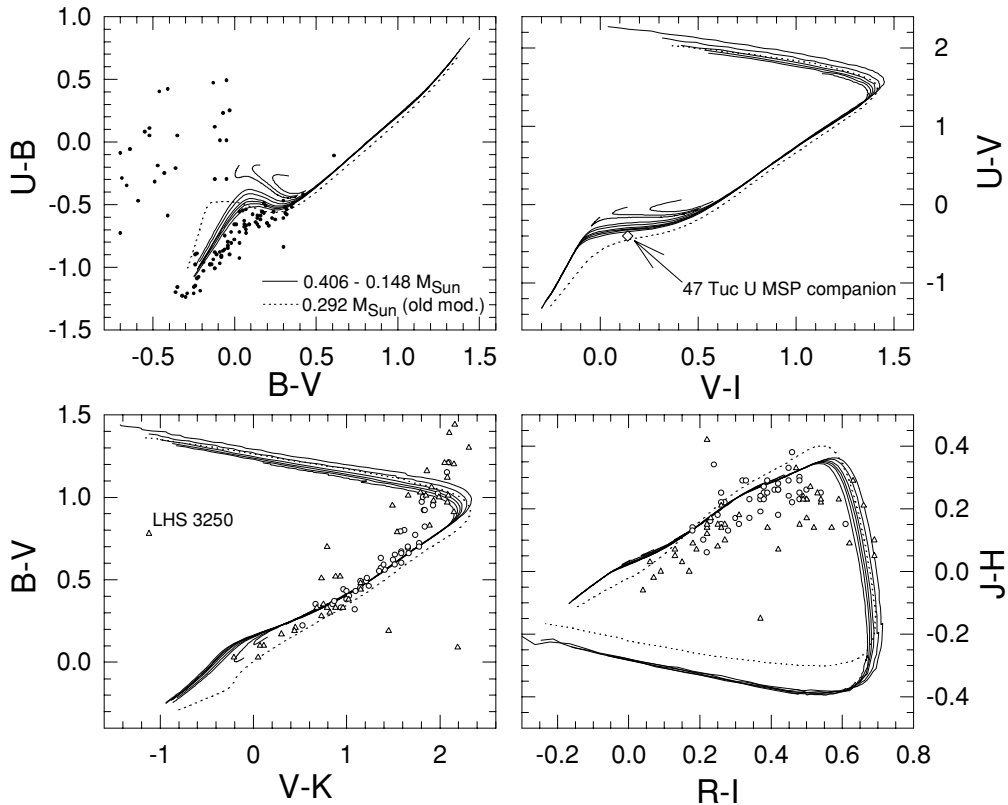 1.0
0.5
0.0
-0.5
-1.0
-1.5
U-B
-0.5 0.0 0.5 1.0 1.5
B-V
0.406 - 0.148 MSun
0.292 MSun (old mod.)
2
1
0
-1
U-V
0.0 0.5 1.0 1.5
V-I
47 Tuc U MSP companion
1.5
1.0
0.5
0.0
B-V
-1 0 1 2
V-K
LHS 3250
0.4
0.2
0.0
-0.2
-0.4
J-H
-0.2 0.0 0.2 0.4 0.6 0.8
R-I